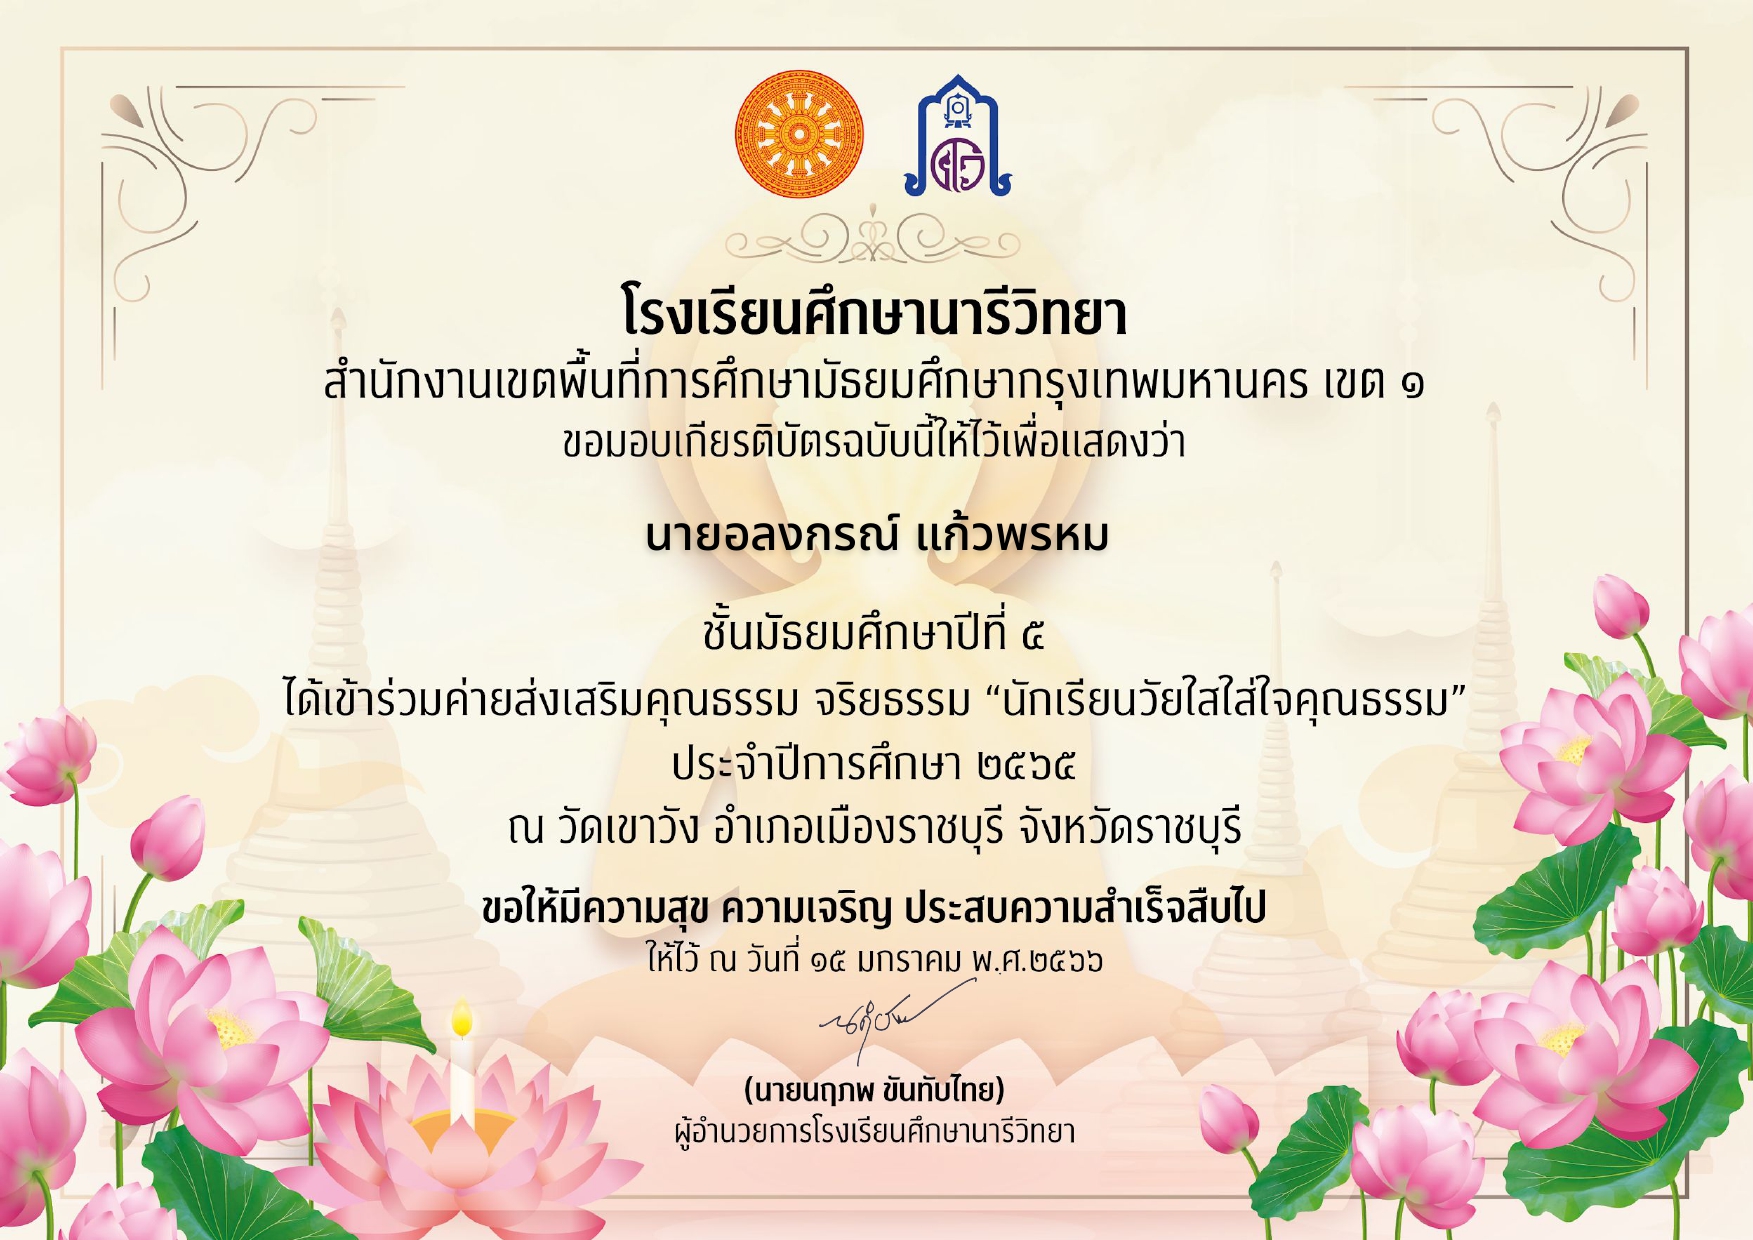 โรงเรียนศึกษานารีวิทยา
สำนักงานเขตพื้นที่การศึกษามัธยมศึกษากรุงเทพมหานคร เขต ๑
ขอมอบเกียรติบัตรฉบับนี้ให้ไว้เพื่อแสดงว่า
นายอลงกรณ์ แก้วพรหม
ชั้นมัธยมศึกษาปีที่ ๕
ได้เข้าร่วมค่ายส่งเสริมคุณธรรม จริยธรรม “นักเรียนวัยใสใส่ใจคุณธรรม”
ประจำปีการศึกษา ๒๕๖๕
ณ วัดเขาวัง อำเภอเมืองราชบุรี จังหวัดราชบุรี
ขอให้มีความสุข ความเจริญ ประสบความสำเร็จสืบไป
ให้ไว้ ณ วันที่ ๑๕ มกราคม พ.ศ.๒๕๖๖
(นายนฤภพ ขันทับไทย)
ผู้อำนวยการโรงเรียนศึกษานารีวิทยา